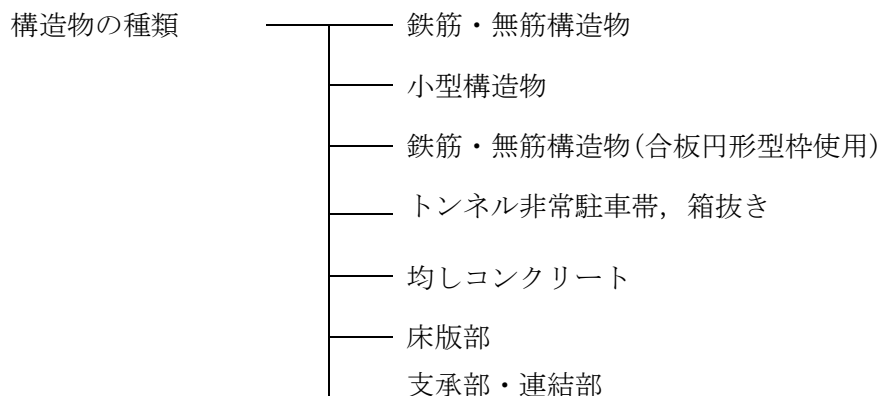 構造物の種類
鉄筋・無筋構造物
小型構造物
鉄筋・無筋構造物(合板円形型枠使用)
トンネル非常駐車帯，箱抜き
均しコンクリート
床版部
支承部・連結部